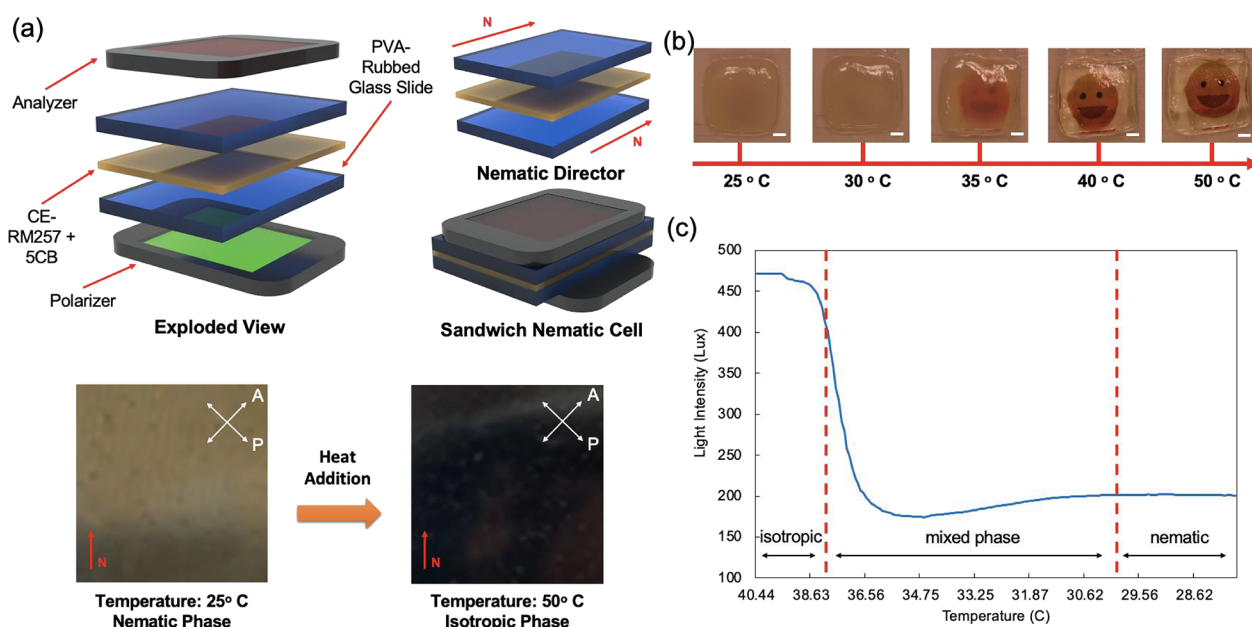 (a)
Analyzer
PVA-
Rubbed
Glass Slide
CE-
RM257 +
5CB
Polarizer
Exploded View
N
N
Nematic Director
Sandwich Nematic Cell
A
P
N
Temperature: 25º C
Nematic Phase
Heat
Addition
A
P
N
Temperature: 50º C
Isotropic Phase
(b)
25 º C
30 º C
35 º C
40 º C
50 º C
(c)
Light Intensity (Lux)
500
450
400
350
300
250
200
150
100
isotropic
mixed phase
nematic
40.44 38.63 36.56 34.75 33.25 31.87 30.62 29.56 28.62
Temperature (C)